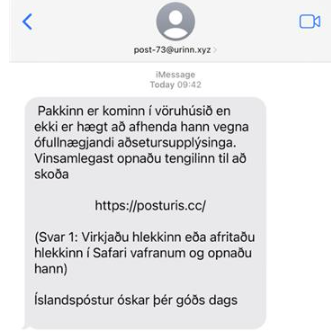 post-73@urinn.xyz
iMessage
Today 09:42
Pakkinn er kominn í vöruhúsið en
ekki er hægt að afhenda hann vegna
ófullnægjandi aðsetursupplýsinga.
Vinsamlegast opnaðu tengilinn til að
skoða
https://posturis.cc/
(Svar 1: Virkjaðu hlekkinn eða afritaðu
hlekkinn í Safari vafranum og opnaðu
hann)
Íslandspóstur óskar þér góðs dags